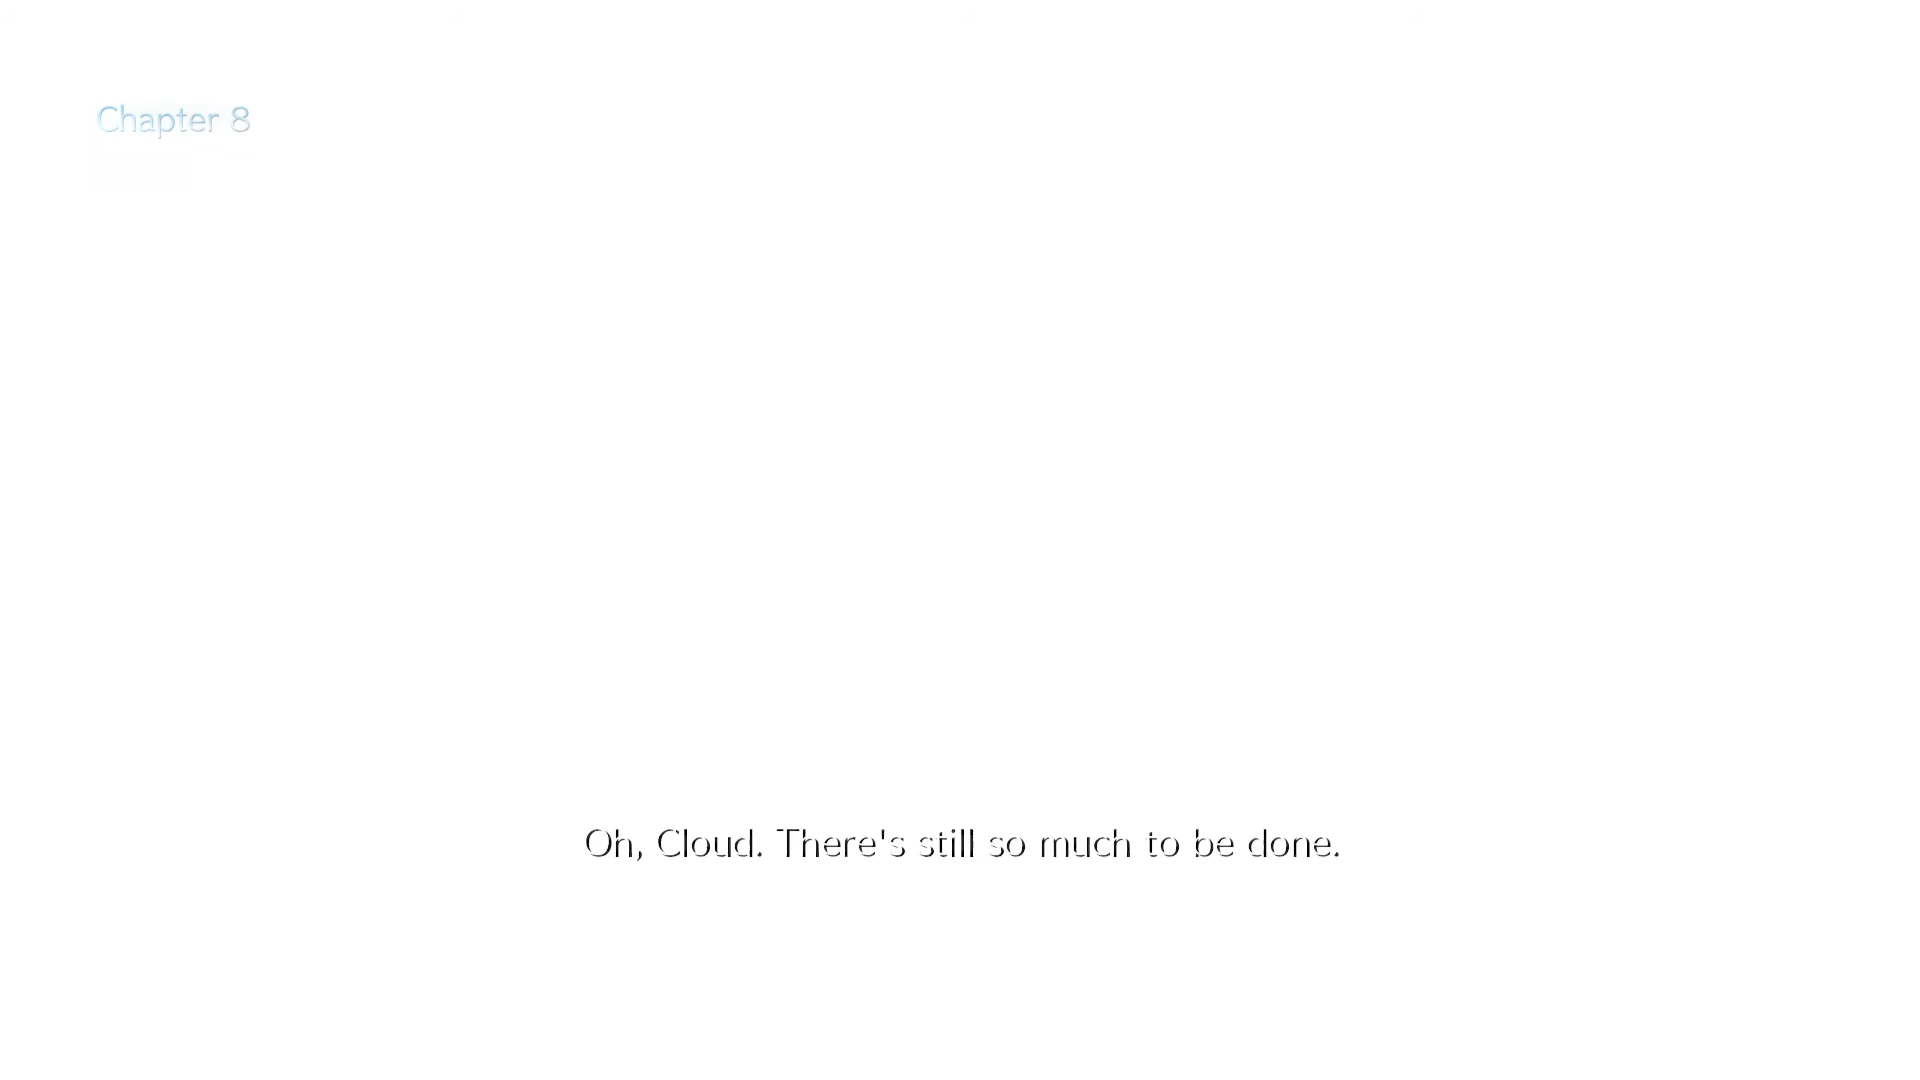 Chapter 8
Oh, Cloud. There's still so much to be done.